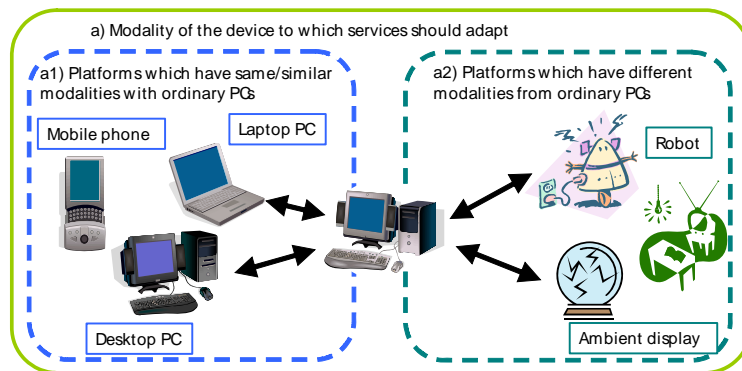 a) Modality of the device to which services should adapt
a1) Platforms which have same/similar
modalities with ordinary PCs
a2) Platforms which have different
modalities from ordinary PCs
Mobile phone
Laptop PC
Robot
Desktop PC
Ambient display